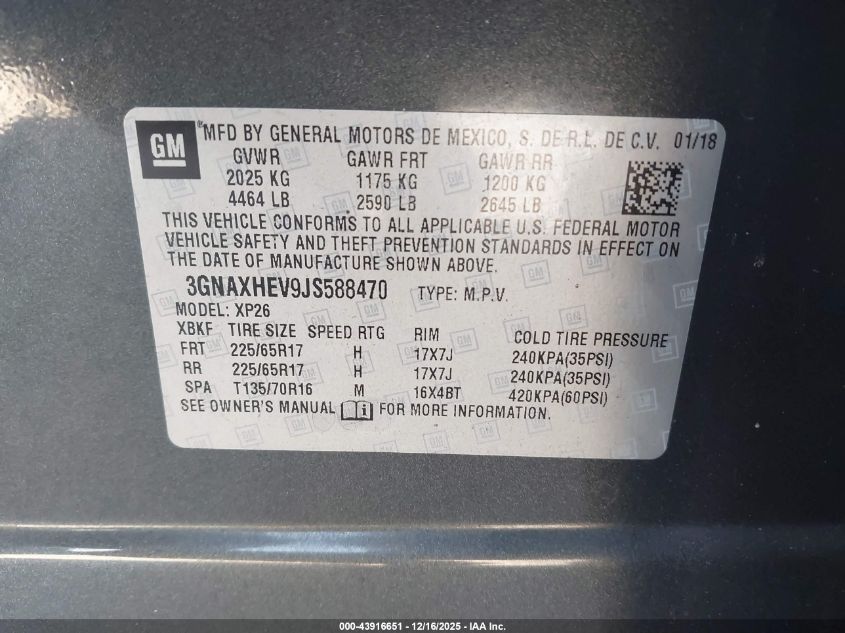 GM
MFD BY GENERAL MOTORS DE MEXICO, S. DE R.L. DE C.V. 01/18
GVWR GAWR FRT GAWR RR
2025 KG 1175 KG 1200 KG
4464 LB 2590 LB 2645 LB
THIS VEHICLE CONFORMS TO ALL APPLICABLE U.S. FEDERAL MOTOR
VEHICLE SAFETY AND THEFT PREVENTION STANDARDS IN EFFECT ON
THE DATE OF MANUFACTURE SHOWN ABOVE.
3GNAXHEV9JS588470 TYPE: M.P.V.
MODEL: XP26
XBKF TIRE SIZE SPEED RTG RIM COLD TIRE PRESSURE
FRT 225/65R17 H 17X7J 240KPA(35PSI)
RR 225/65R17 H 17X7J 240KPA(35PSI)
SPA T135/70R16 M 16X4BT 420KPA(60PSI)
SEE OWNER'S MANUAL FOR MORE INFORMATION.
000-43916651 - 12/16/2025 - IAA Inc.